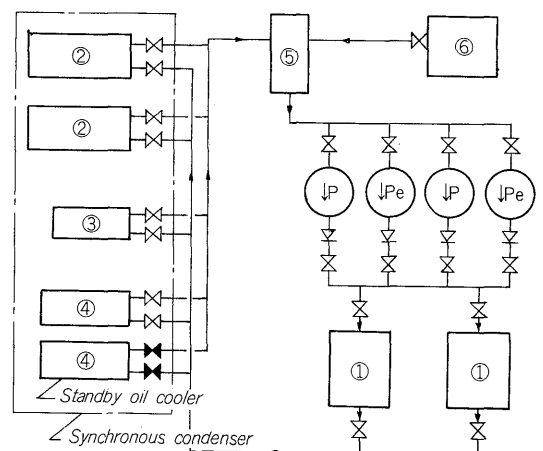 ②
⑤
⑥
②
↓P
↓Pe
↓P
↓Pe
③
④
④
①
①
Standby oil cooler
Synchronous condenser